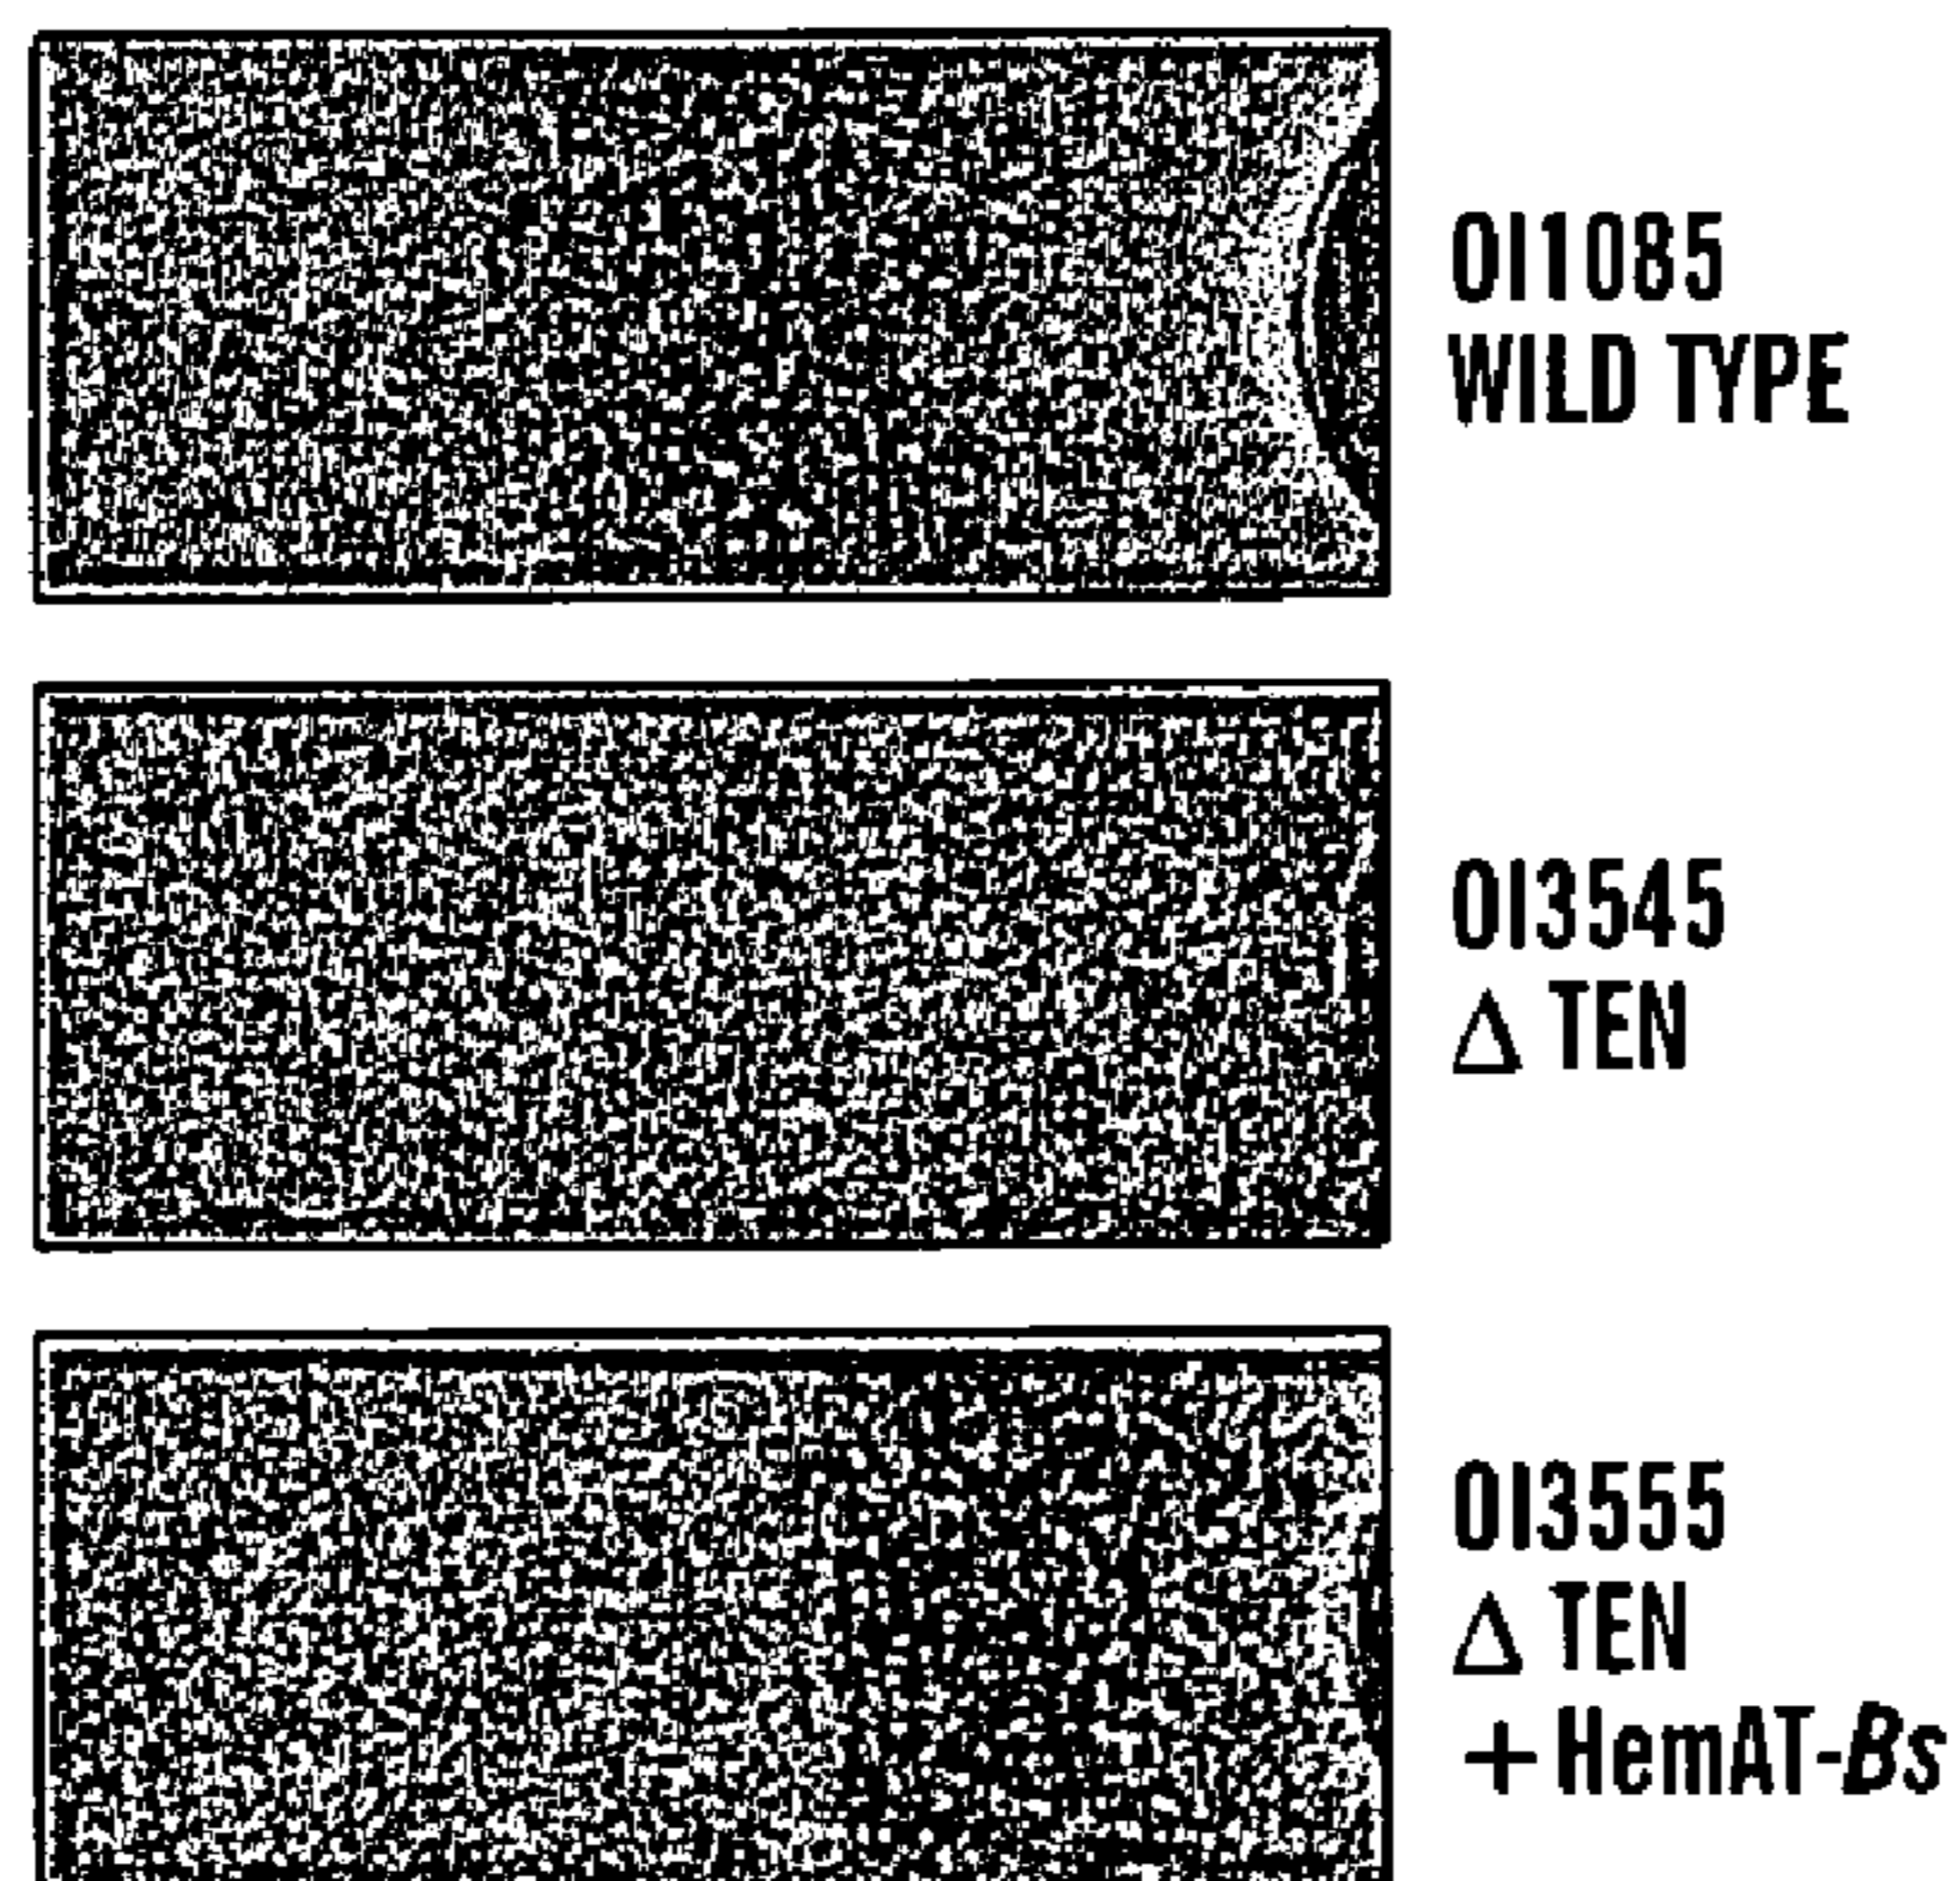 OI1085
WILD TYPE
OI3545
Δ TEN
OI3555
Δ TEN
+ HemAT-Bs